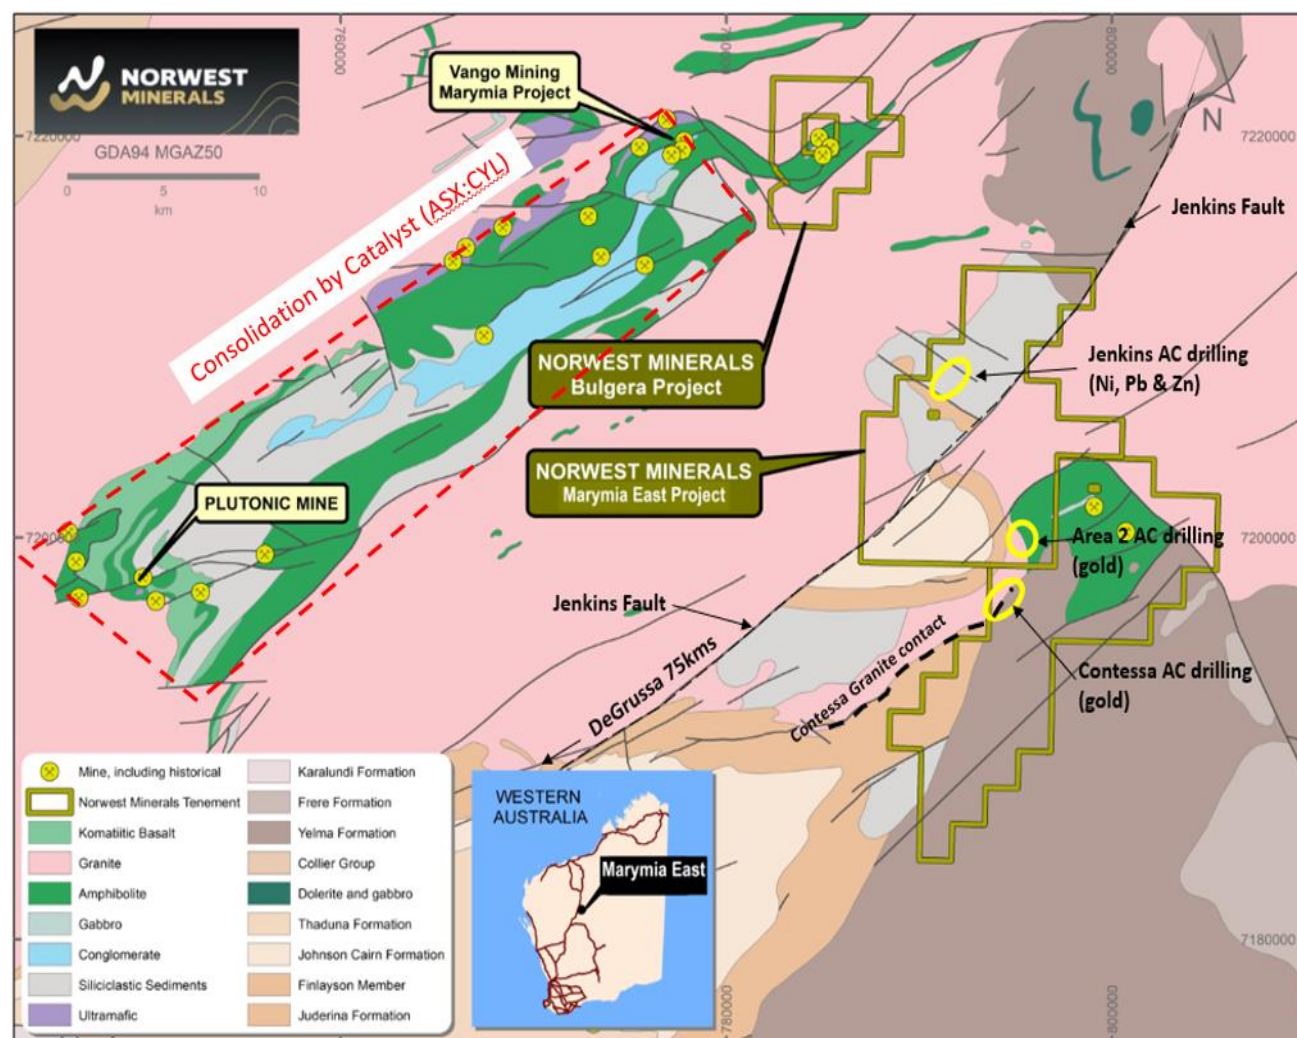 NORWEST
MINERALS
GDA94 MGAZ50
0 5 10
km
760000
800000
7220000
7220000
N
Vango Mining
Marymia Project
Consolidation by Catalyst (ASX:CYL)
Jenkins Fault
NORWEST MINERALS
Bulgera Project
Jenkins AC drilling
(Ni, Pb & Zn)
NORWEST MINERALS
Marymia East Project
PLUTONIC MINE
7200000
7200000
Area 2 AC drilling
(gold)
Jenkins Fault
DeGrussa 75kms
Contessa Granite contact
Contessa AC drilling
(gold)
Mine, including historical
Norwest Minerals Tenement
Komatiitic Basalt
Granite
Amphibolite
Gabbro
Conglomerate
Siliciclastic Sediments
Ultramafic
Karalundi Formation
Frere Formation
Yelma Formation
Collier Group
Dolerite and gabbro
Thaduna Formation
Johnson Cairn Formation
Finlayson Member
Juderina Formation
WESTERN
AUSTRALIA
Marymia East
7180000
780000
800000